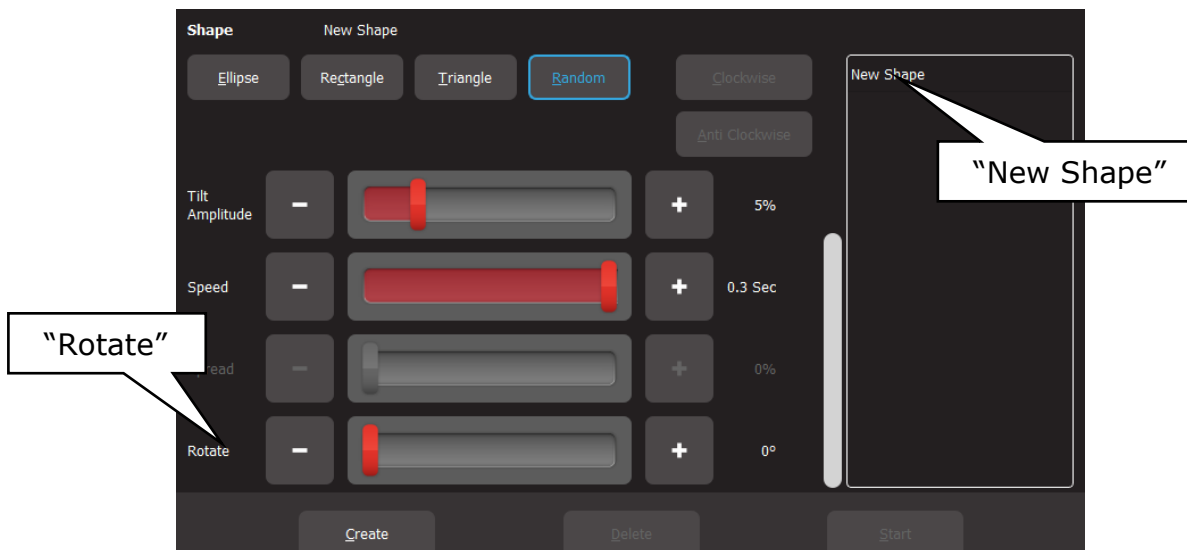 Shape New Shape
Ellipse Rectangle Triangle Random Clockwise New Shape
Anti Clockwise
“New Shape”
Tilt
Amplitude
− + 5%
Speed − + 0.3 Sec
“Rotate”
− + 0%
Rotate − + 0°
Create Delete Start